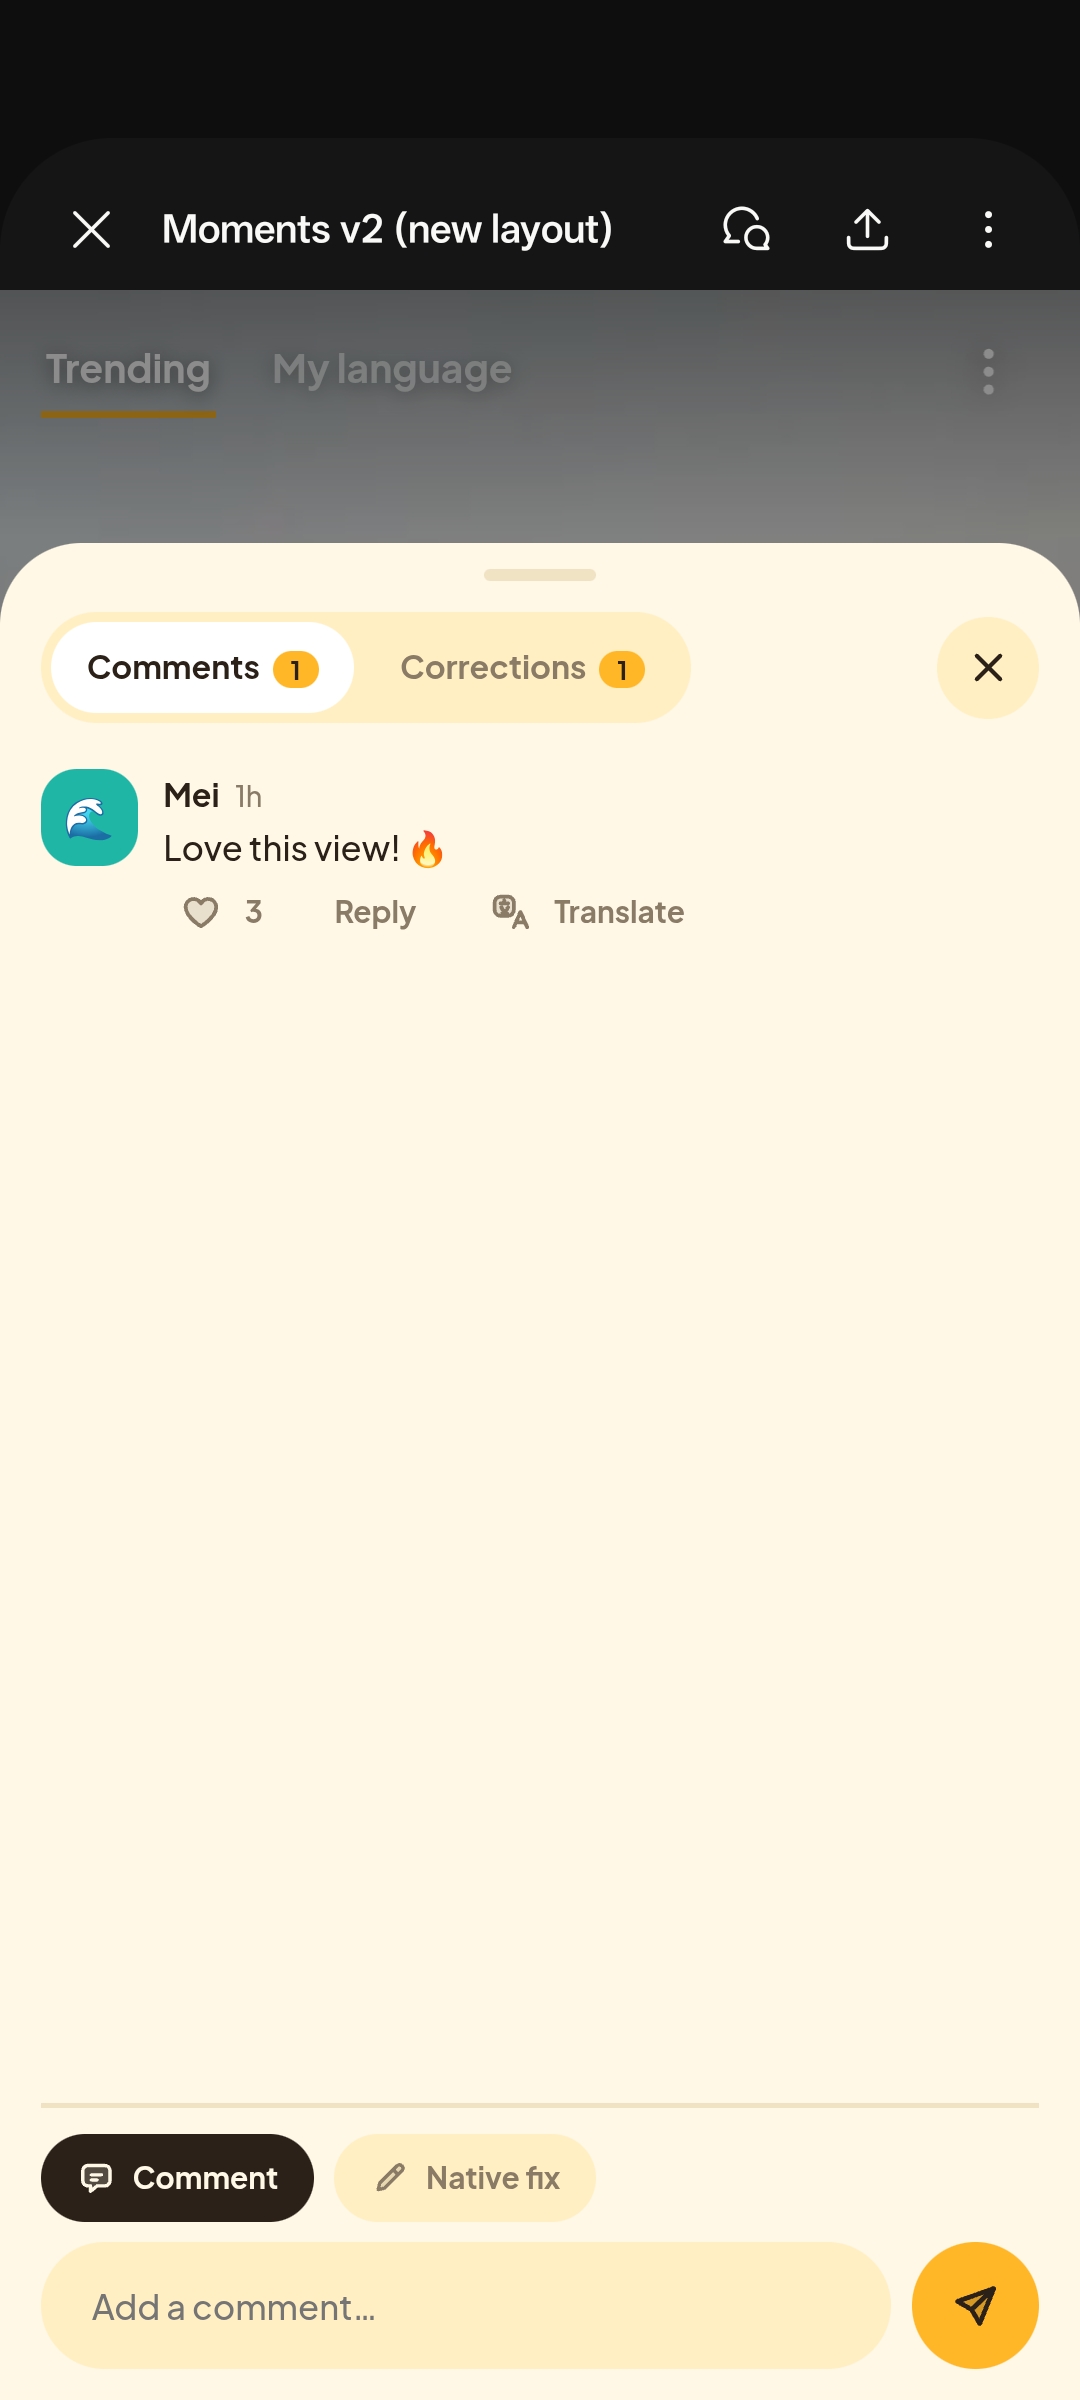 Moments v2 (new layout)
Trending My language
Comments 1 Corrections 1
Mei 1h
Love this view! 🔥
3 Reply Translate
Comment Native fix
Add a comment...